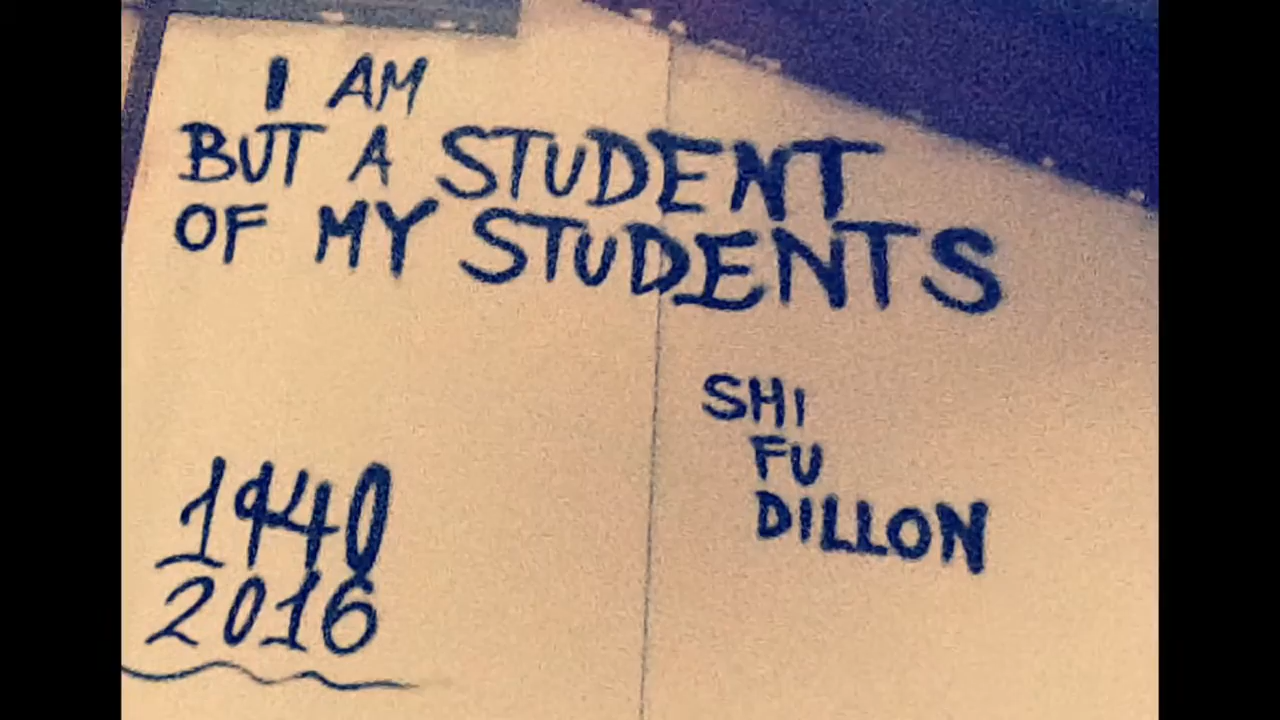 I AM
BUT A STUDENT
OF MY STUDENTS
SHI
FU
DILLON
1940
2016